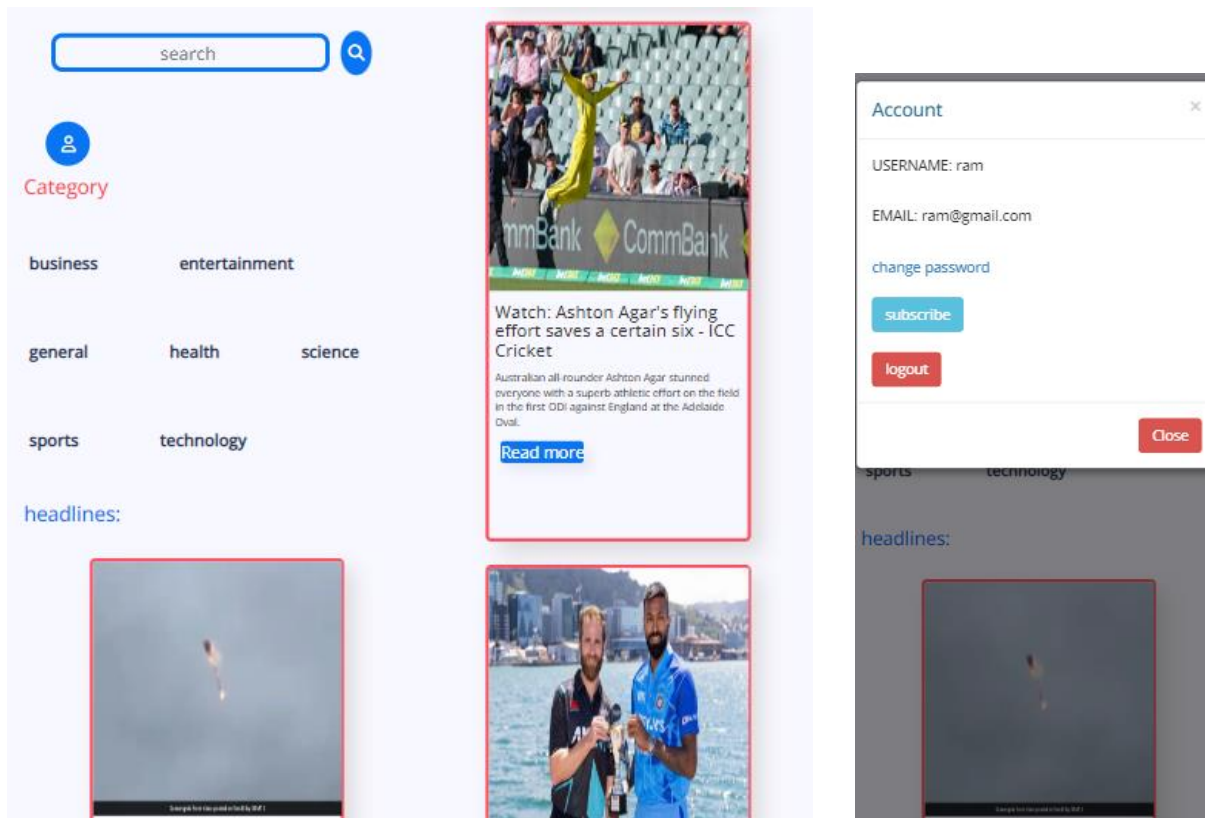 search
Category
business entertainment
general health science
sports technology
headlines:
mmBank CommBank
Watch: Ashton Agar's flying
effort saves a certain six - ICC
Cricket
Australian all-rounder Ashton Agar stunned
everyone with a superb athletic effort on the field
in the first ODI against England at the Adelaide
Oval.
Read more
Account ×
USERNAME: ram
EMAIL: ram@gmail.com
change password
subscribe
logout
Close
sports technology
headlines: